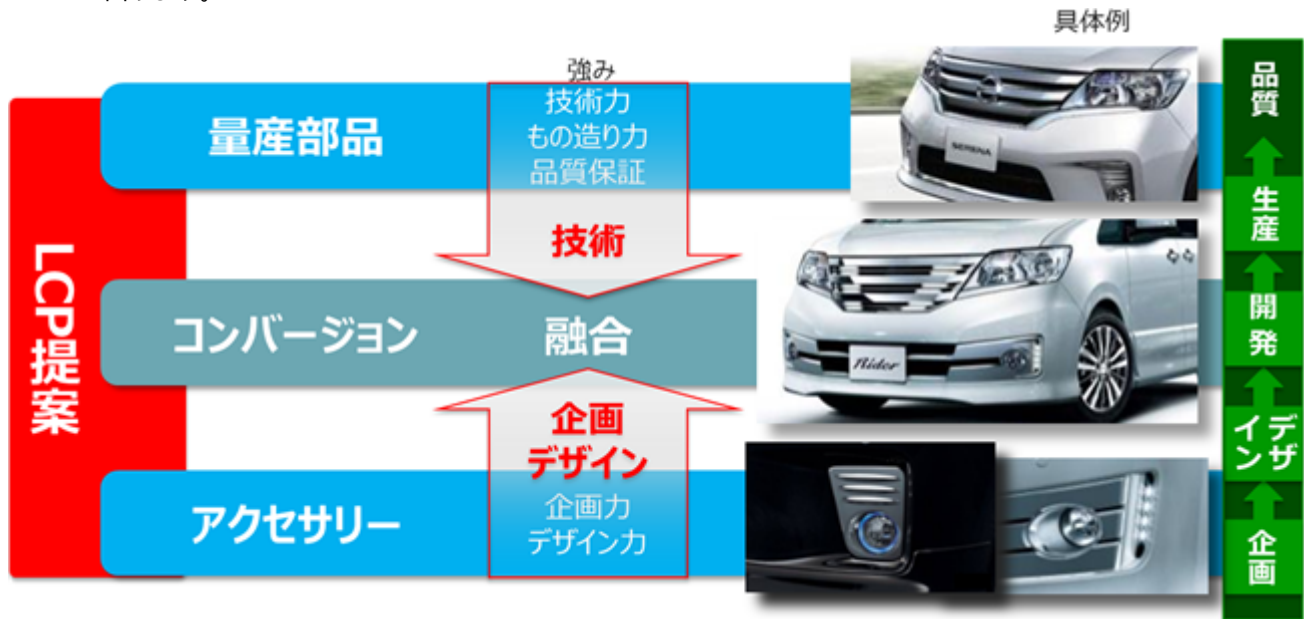 具体例
強み
LCP提案
量産部品
技術力
もの造り力
品質保証
技術
SERENA
コンバージョン
融合
Rider
企画
デザイン
アクセサリー
企画力
デザイン力
品質
生産
開発
デザイン
企画